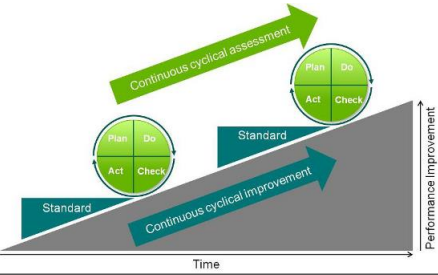 Continuous cyclical assessment
Plan Do
Act Check
Standard
Plan Do
Act Check
Standard
Continuous cyclical improvement
Performance Improvement
Time